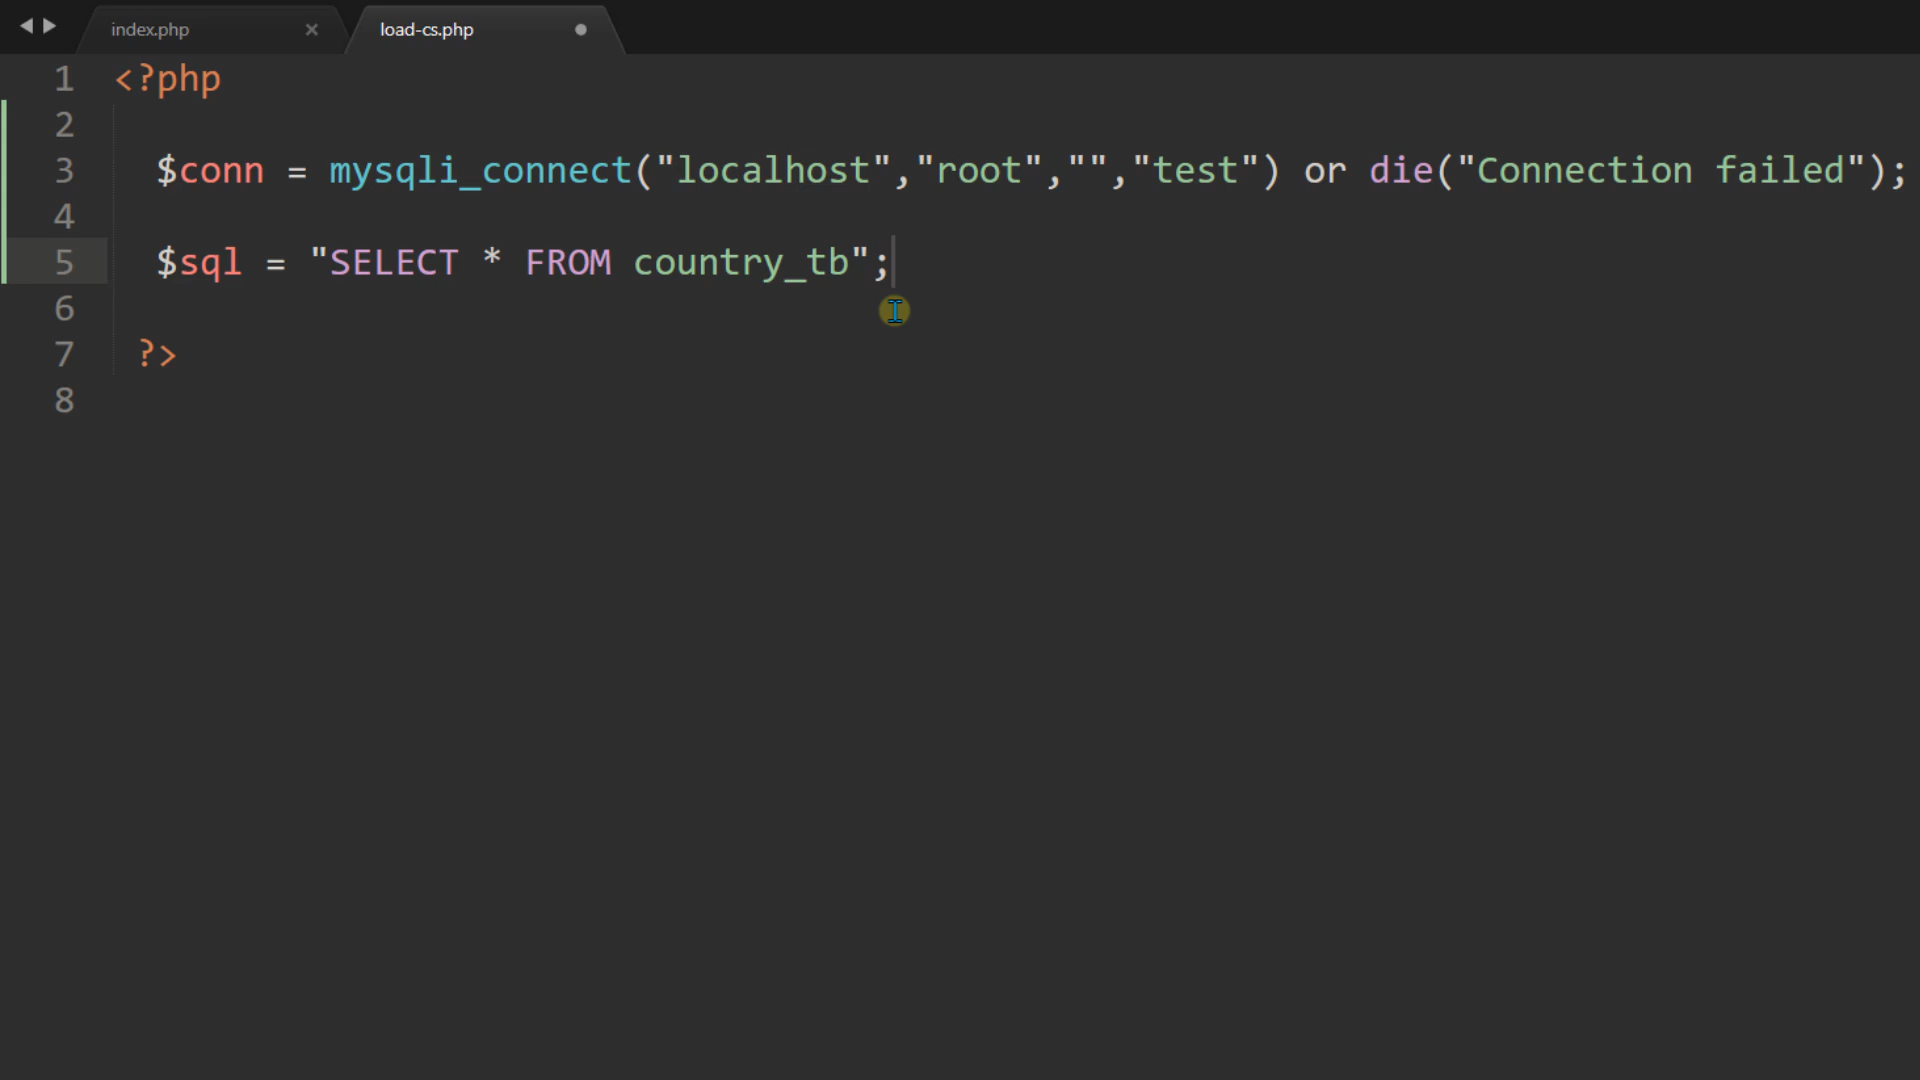 index.php × load-cs.php
1 <?php
2
3 $conn = mysqli_connect("localhost","root","","test") or die("Connection failed");
4
5 $sql = "SELECT * FROM country_tb";
6
7 ?>
8